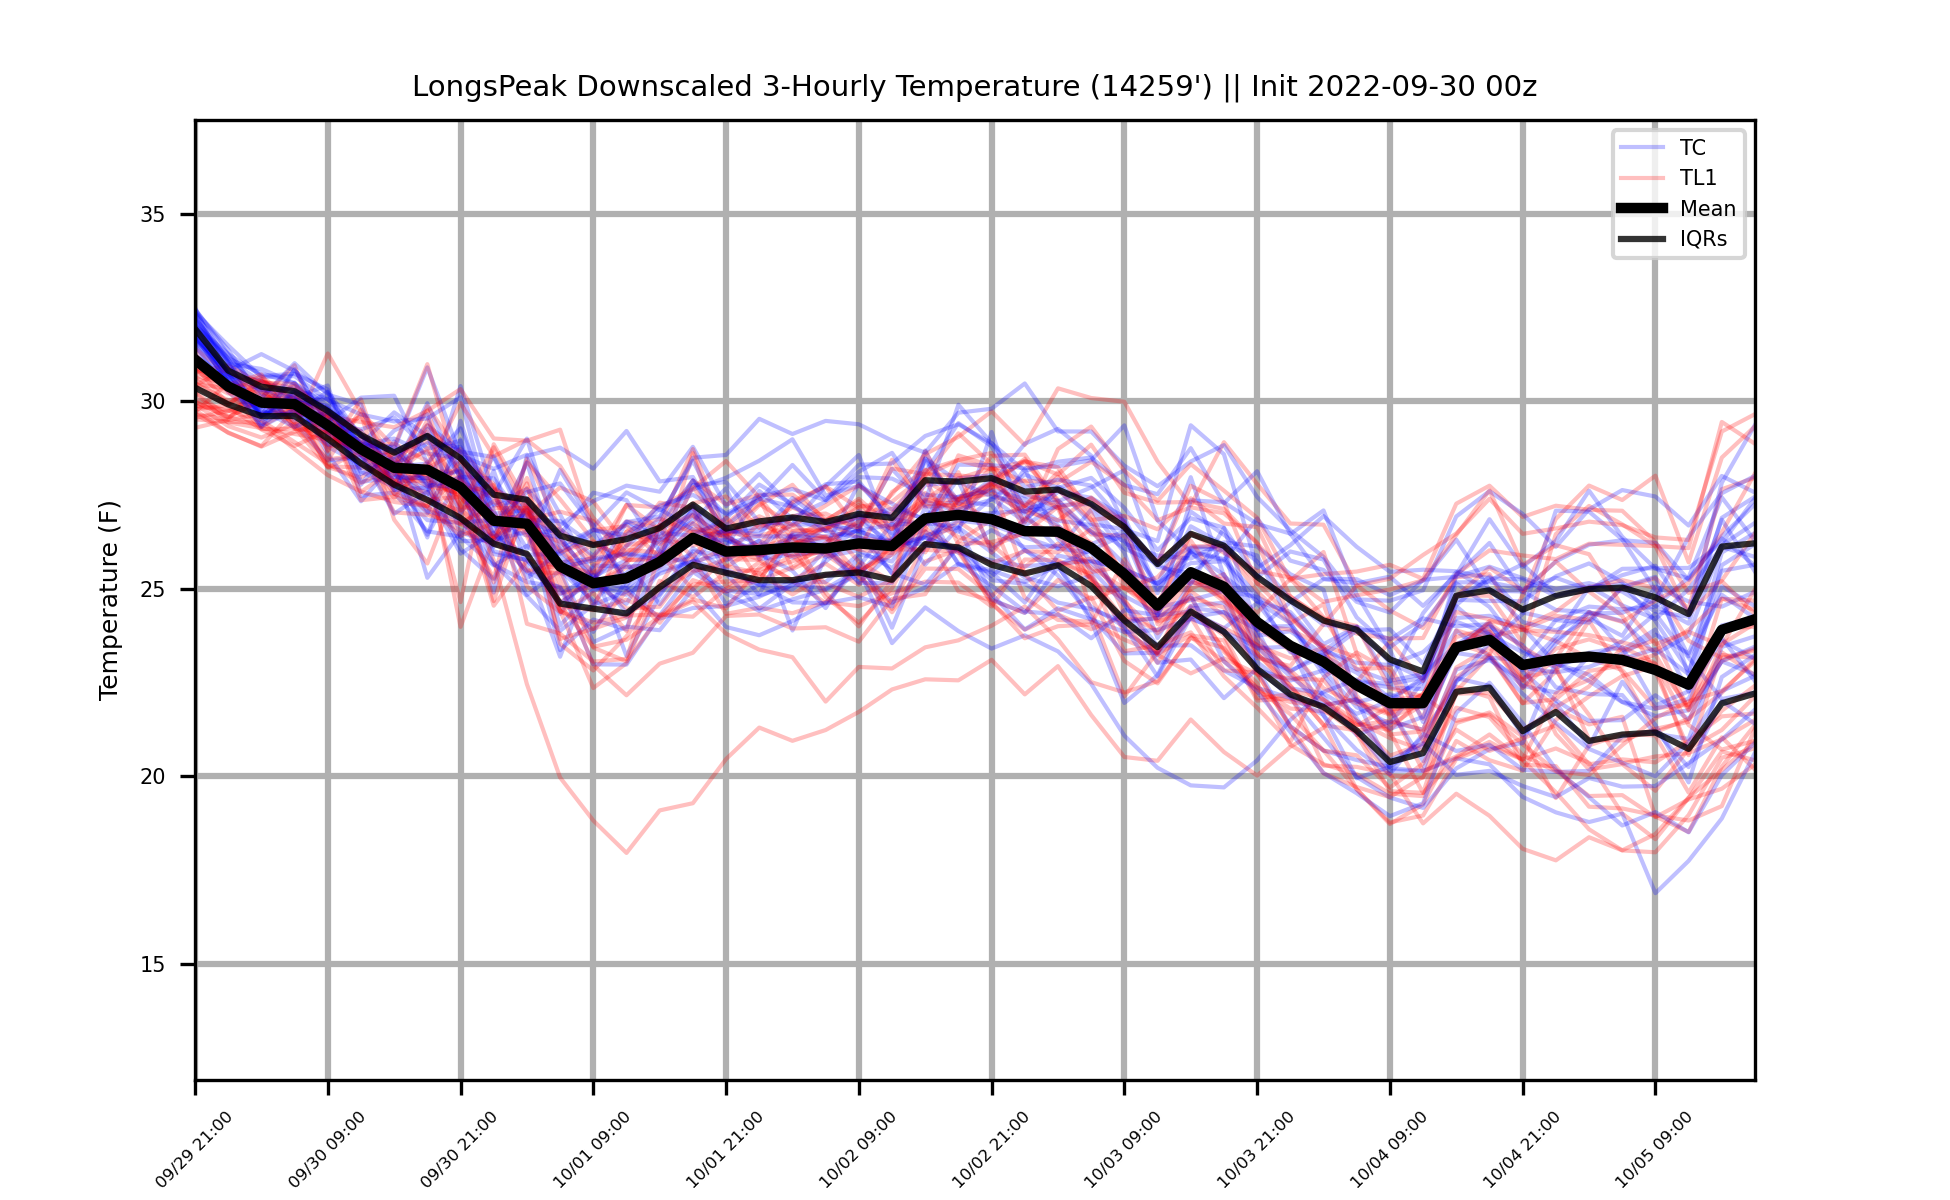 LongsPeak Downscaled 3-Hourly Temperature (14259') || Init 2022-09-30 00z
TC
TL1
Mean
IQRs
Temperature (F)
35
30
25
20
15
09/29 21:00
09/30 09:00
09/30 21:00
10/01 09:00
10/01 21:00
10/02 09:00
10/02 21:00
10/03 09:00
10/03 21:00
10/04 09:00
10/04 21:00
10/05 09:00